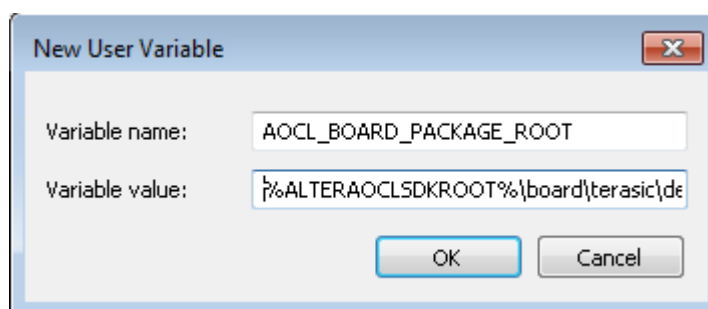 New User Variable
Variable name: AOCL_BOARD_PACKAGE_ROOT
Variable value: %ALTERAOCLSDKROOT%\board\terasic\de
OK Cancel